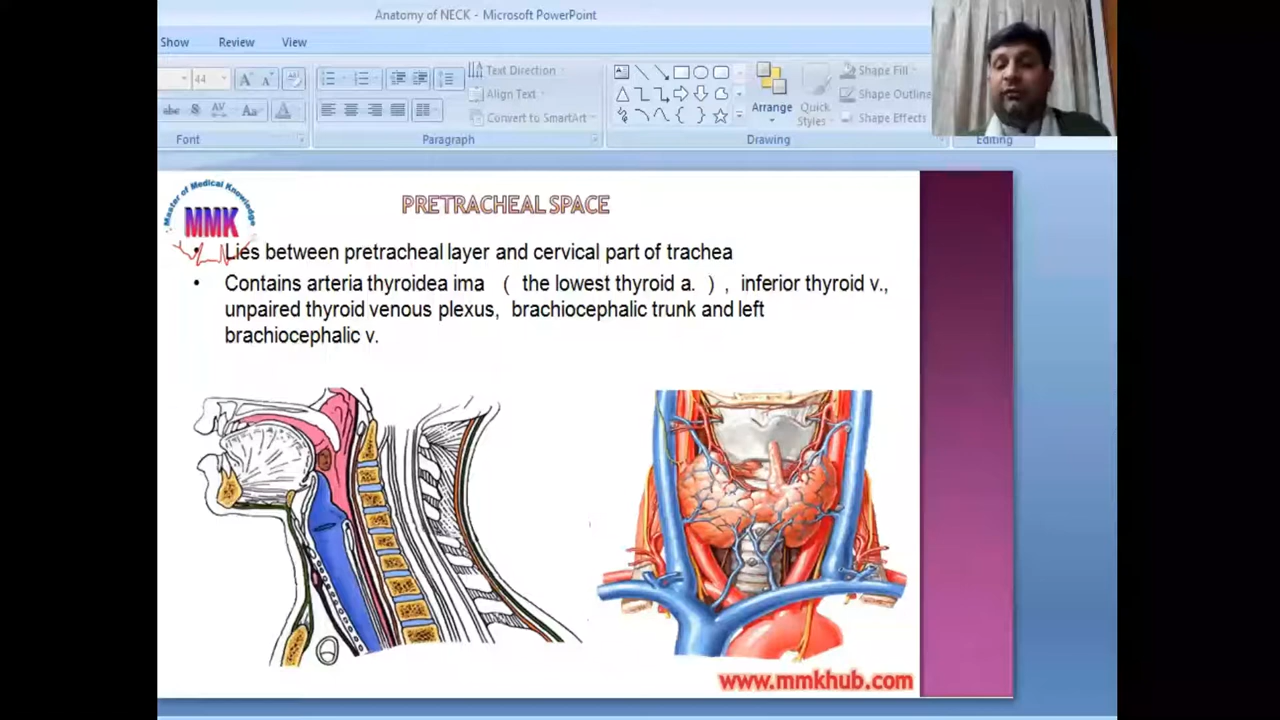 Anatomy of NECK - Microsoft PowerPoint
Show Review View
44 A A
Text Direction
Align Text
Convert to SmartArt
abc S AV Aa A
Arrange
Quick Styles
Shape Fill
Shape Outline
Shape Effects
Font Paragraph Drawing Editing
Master of Medical Knowledge
MMK
PRETRACHEAL SPACE
• Lies between pretracheal layer and cervical part of trachea
• Contains arteria thyroidea ima ( the lowest thyroid a. ) , inferior thyroid v.,
unpaired thyroid venous plexus, brachiocephalic trunk and left
brachiocephalic v.
www.mmkhub.com